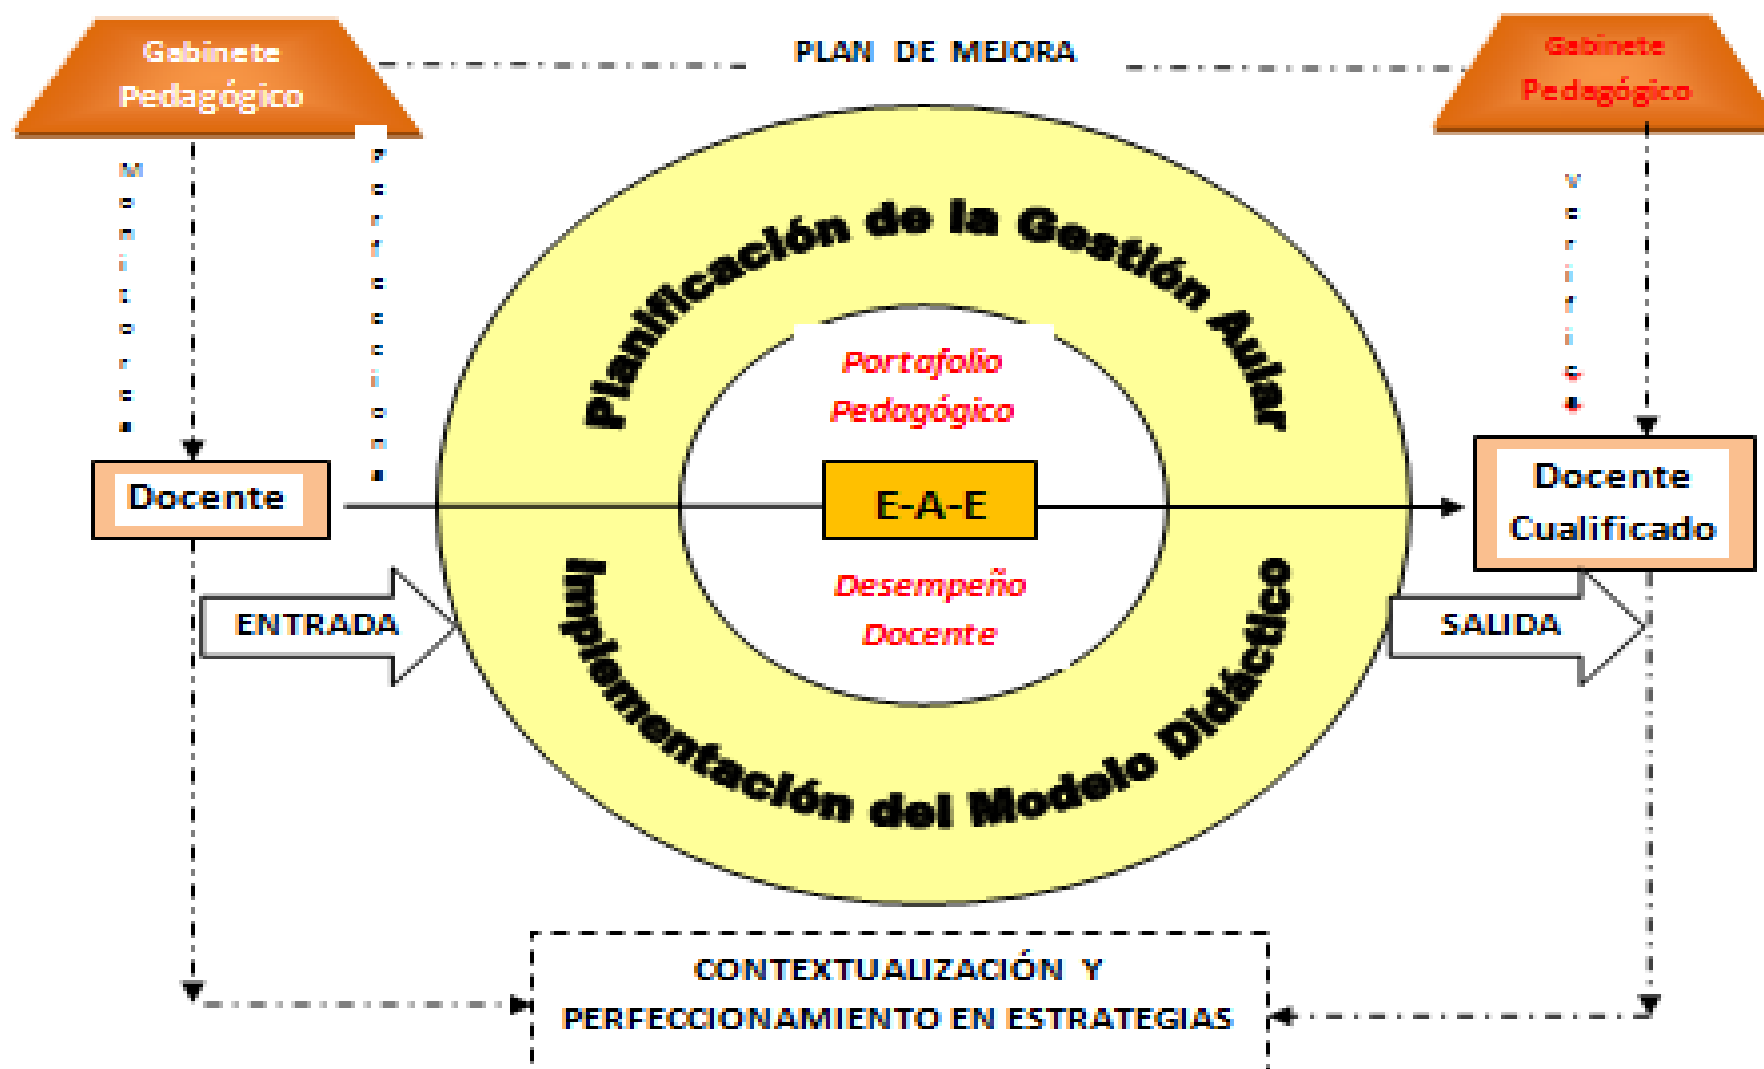 Gabinete
Pedagógico
PLAN DE MEJORA
Gabinete
Pedagógico
Monitorea
Perfecciona
Verifica
Planificación de la Gestión Aular
Portafolio
Pedagógico
Docente
E-A-E
Docente
Cualificado
Desempeño
Docente
ENTRADA
SALIDA
Implementación del Modelo Didáctico
CONTEXTUALIZACIÓN Y
PERFECCIONAMIENTO EN ESTRATEGIAS